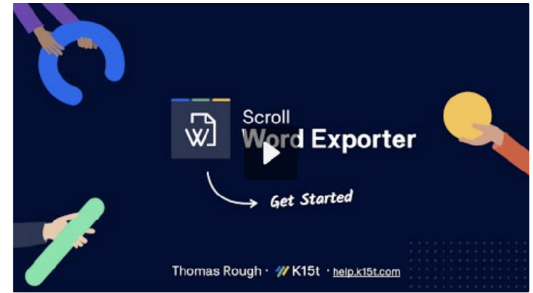 Scroll
Word Exporter
Get Started
Thomas Rough · K15t · help.k15t.com